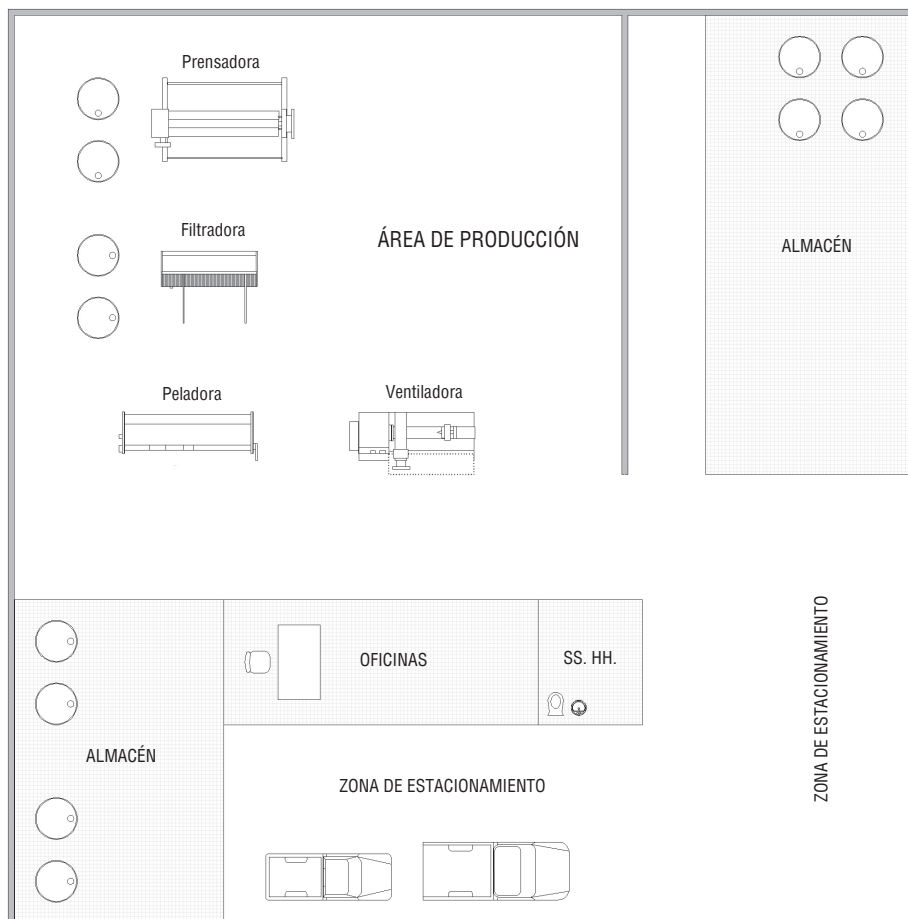 Prensadora
Filtradora
ÁREA DE PRODUCCIÓN
ALMACÉN
Peladora
Ventiladora
OFICINAS
SS. HH.
ALMACÉN
ZONA DE ESTACIONAMIENTO
ZONA DE ESTACIONAMIENTO